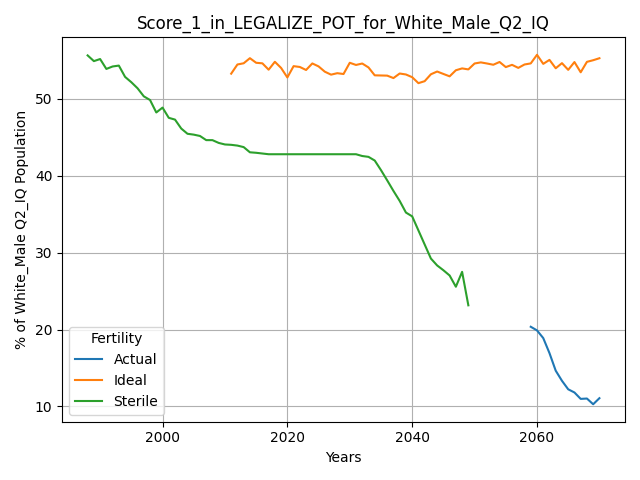 Score_1_in_LEGALIZE_POT_for_White_Male_Q2_IQ
% of White_Male Q2_IQ Population
50
40
30
20
10
Fertility
Actual
Ideal
Sterile
2000
2020
2040
2060
Years